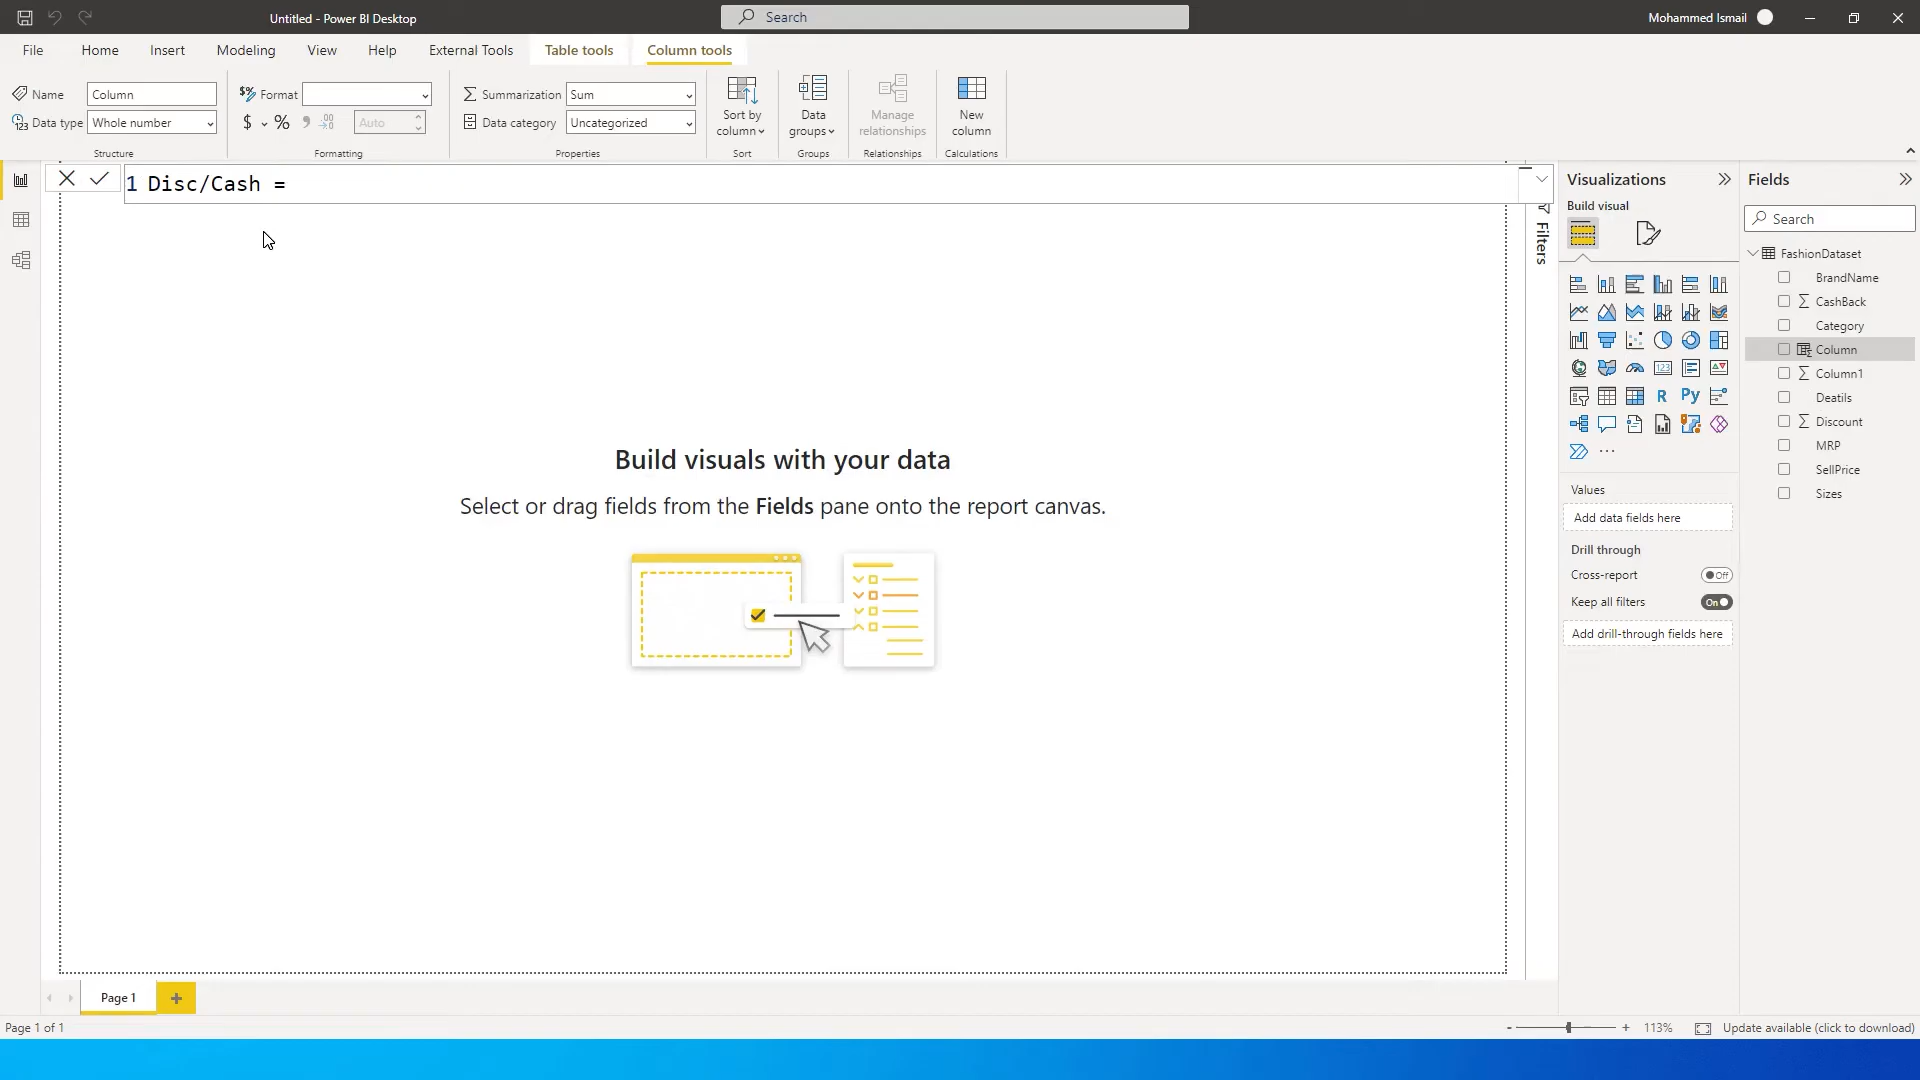 Untitled - Power BI Desktop
Search
Mohammed Ismail
File
Home
Insert
Modeling
View
Help
External Tools
Table tools
Column tools
Name
Column
Data type
Whole number
Structure
Format
$ %
Auto
Formatting
Summarization
Sum
Data category
Uncategorized
Properties
Sort by
column
Sort
Data
groups
Groups
Manage
relationships
Relationships
New
column
Calculations
1 Disc/Cash =
Filters
Build visuals with your data
Select or drag fields from the Fields pane onto the report canvas.
Visualizations
Build visual
123
R
Py
Values
Add data fields here
Drill through
Cross-report
Off
Keep all filters
On
Add drill-through fields here
Fields
Search
FashionDataset
BrandName
CashBack
Category
Column
Column1
Deatils
Discount
MRP
SellPrice
Sizes
Page 1
Page 1 of 1
- + 113%
Update available (click to download)